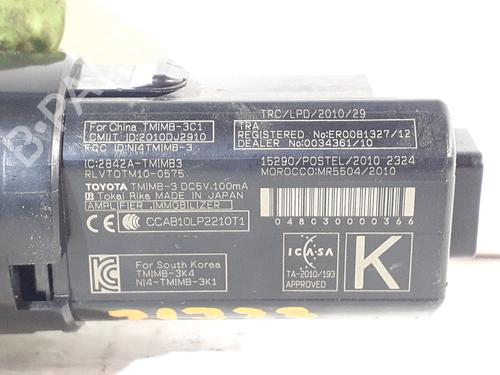 For China TMIMB-3C1
CMIIT ID:2010DJ2910
FCC ID:NI4TMIMB-3
IC:2842A-TMIMB3
RLVTOTM10-0575
TOYOTA TMIMB-3 DC5V.100mA
Tokai Rika MADE IN JAPAN
AMPLIFIER ,IMMOBILIZER
CE CCAB10LP2210T1
For South Korea
TMIMB-3K4
NI4-TMIMB-3K1
TRC/LPD/2010/29
TRA
REGISTERED No:ER0081327/12
DEALER No:0034361/10
15290/POSTEL/2010 2324
MOROCCO:MR5504/2010
048030000366
ICASA
TA-2010/193
APPROVED
K
B-PA